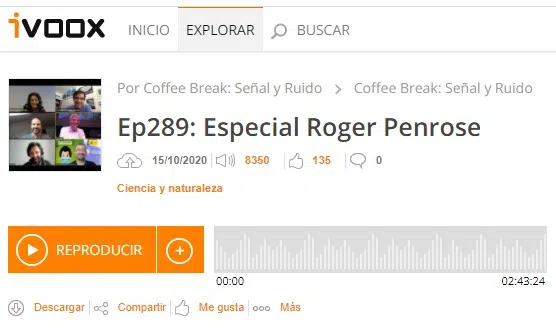 iVOOX INICIO EXPLORAR BUSCAR
Por Coffee Break: Señal y Ruido > Coffee Break: Señal y Ruido
Ep289: Especial Roger Penrose
15/10/2020 8350 135 0
Ciencia y naturaleza
REPRODUCIR +
00:00 02:43:24
Descargar Compartir Me gusta Más